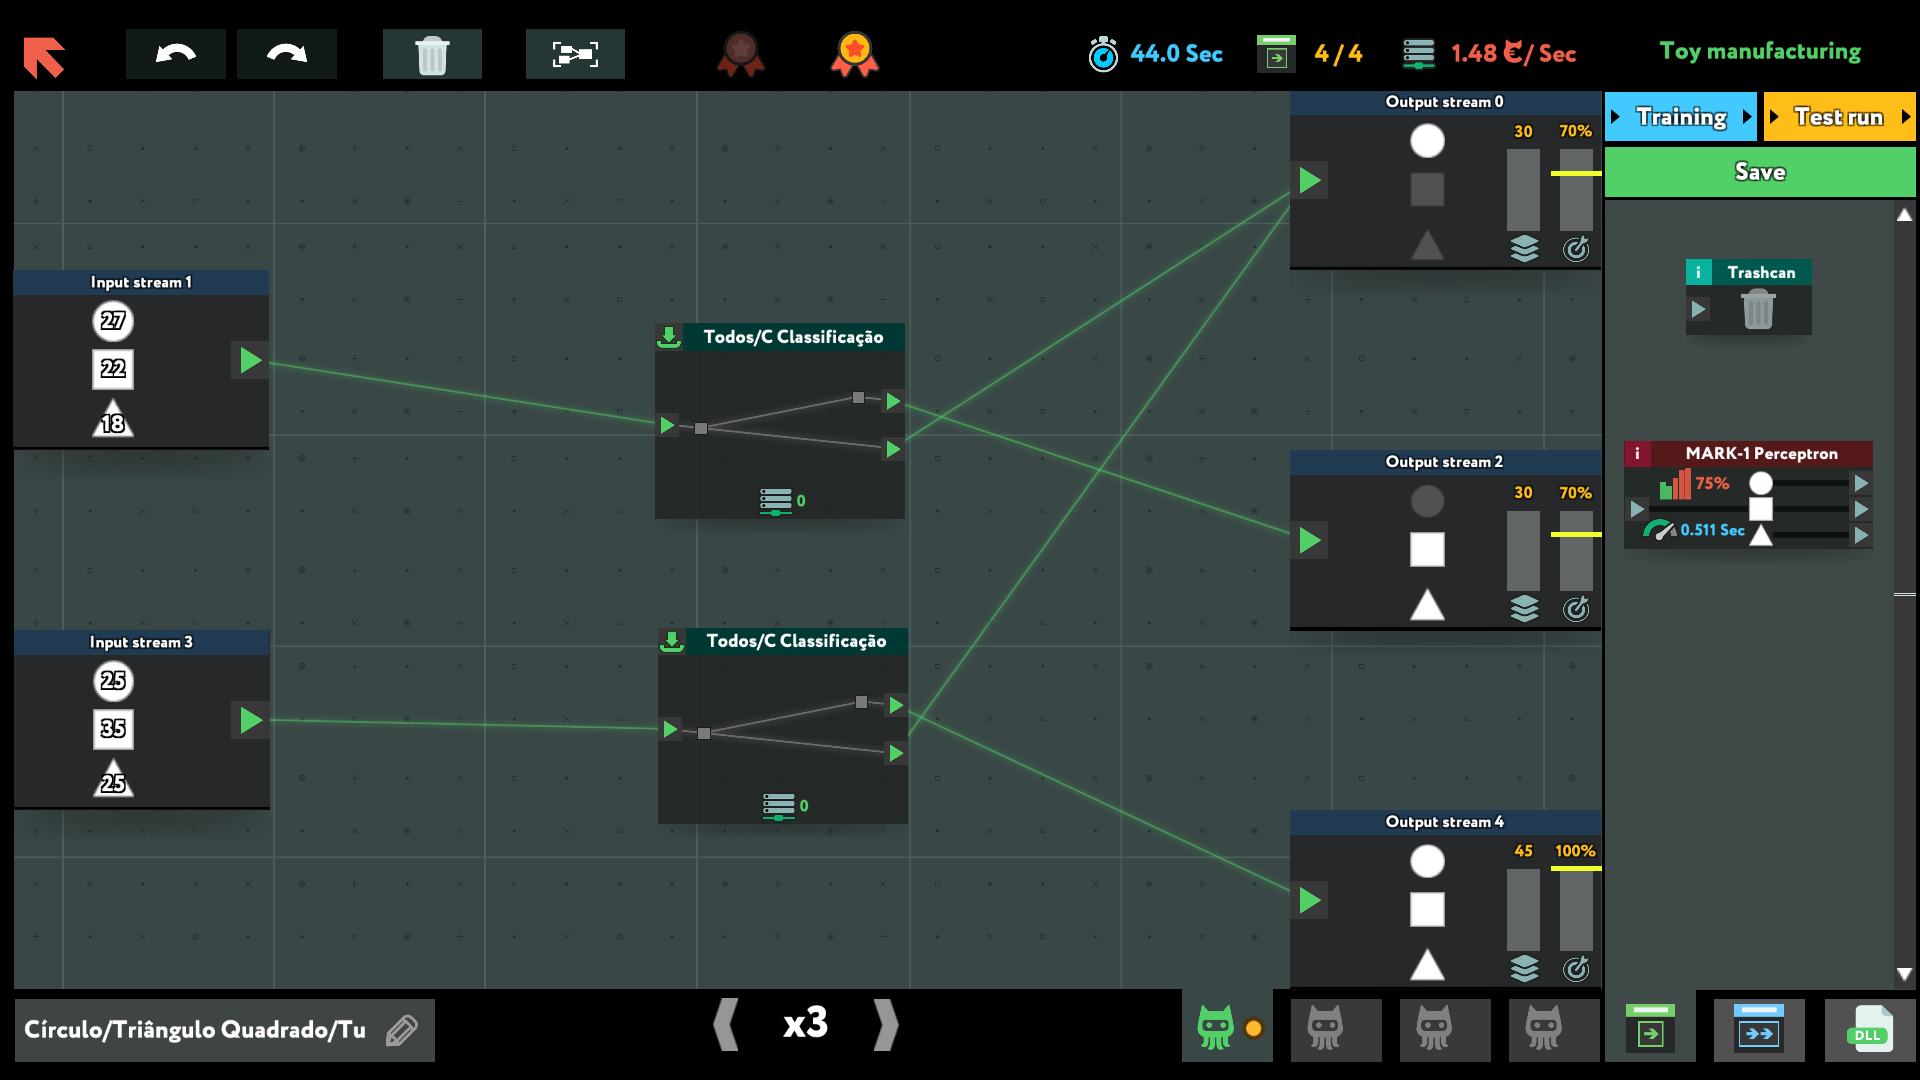 44.0 Sec
4 / 4
1.48 €/ Sec
Toy manufacturing
Training
Test run
Save
Output stream 0
30
70%
Input stream 1
27
22
18
Todos/C Classificação
0
i
Trashcan
i
MARK-1 Perceptron
75%
0.511 Sec
Output stream 2
30
70%
Input stream 3
25
35
25
Todos/C Classificação
0
Output stream 4
45
100%
Círculo/Triângulo Quadrado/Tu
x3
DLL